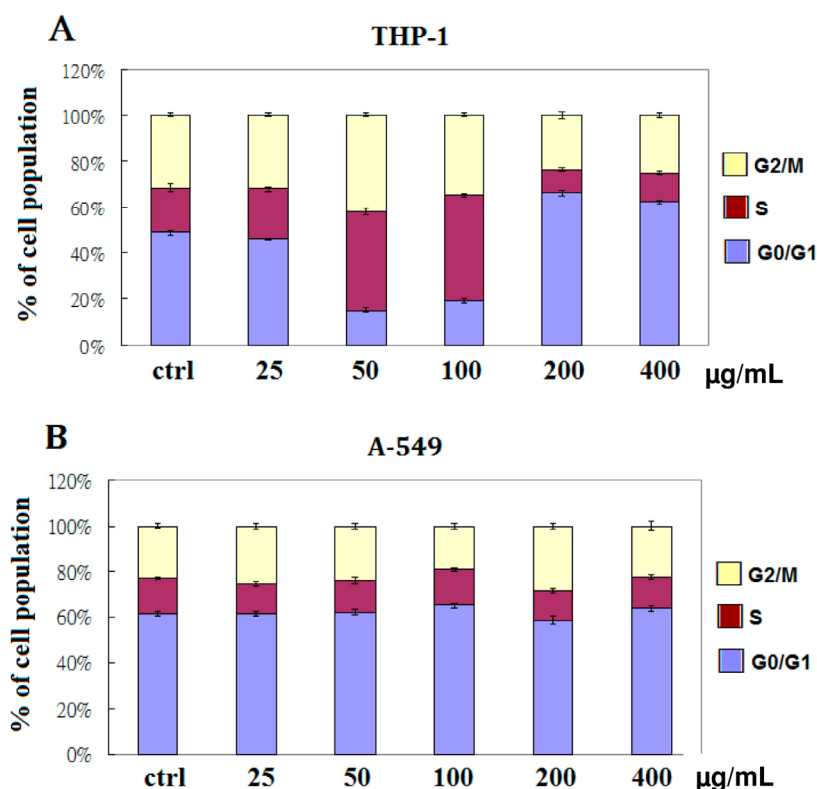 A
THP-1
% of cell population
120%
100%
80%
60%
40%
20%
0%
ctrl 25 50 100 200 400 µg/mL
G2/M
S
G0/G1
B
A-549
% of cell population
120%
100%
80%
60%
40%
20%
0%
ctrl 25 50 100 200 400 µg/mL
G2/M
S
G0/G1